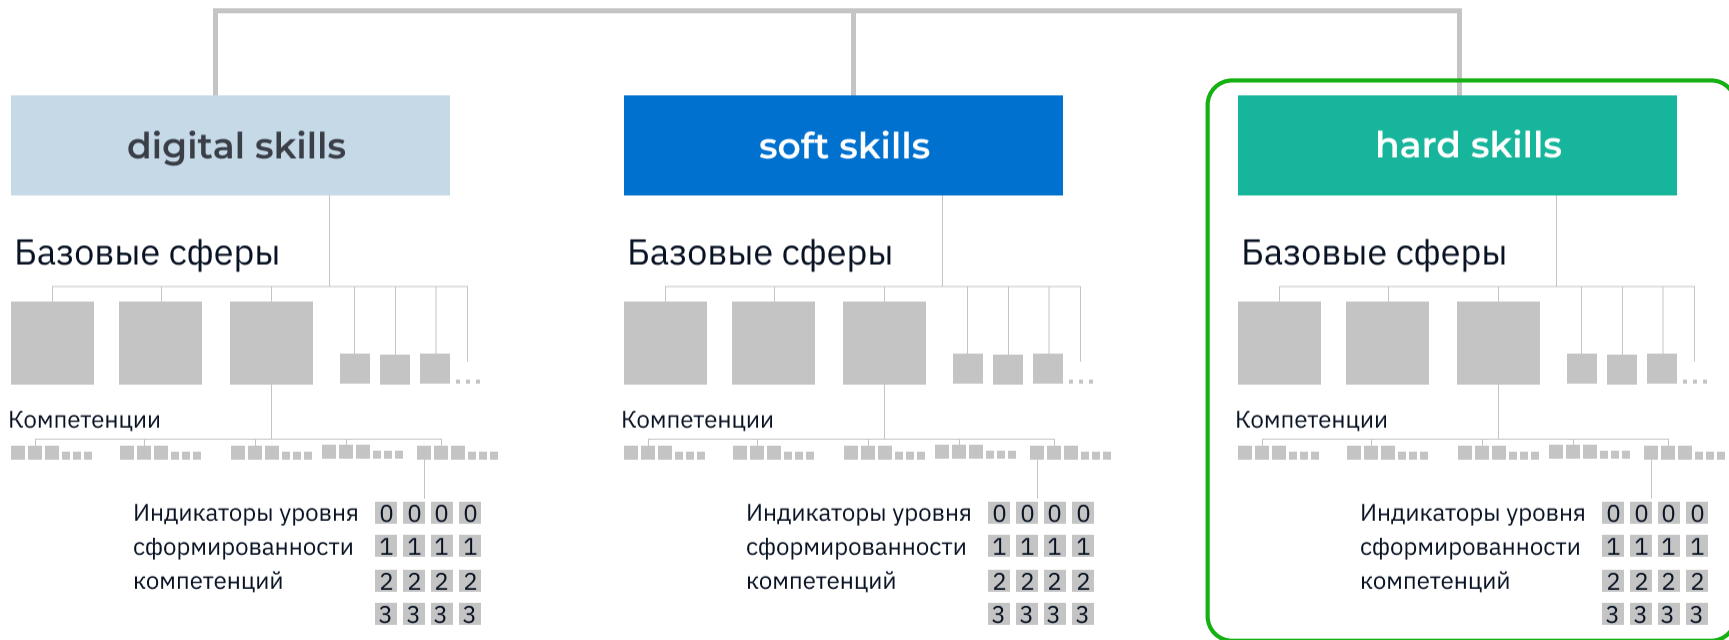 digital skills
Базовые сферы
Компетенции
Индикаторы уровня 0 0 0 0
сформированности 1 1 1 1
компетенций 2 2 2 2
3 3 3 3
soft skills
Базовые сферы
Компетенции
Индикаторы уровня 0 0 0 0
сформированности 1 1 1 1
компетенций 2 2 2 2
3 3 3 3
hard skills
Базовые сферы
Компетенции
Индикаторы уровня 0 0 0 0
сформированности 1 1 1 1
компетенций 2 2 2 2
3 3 3 3